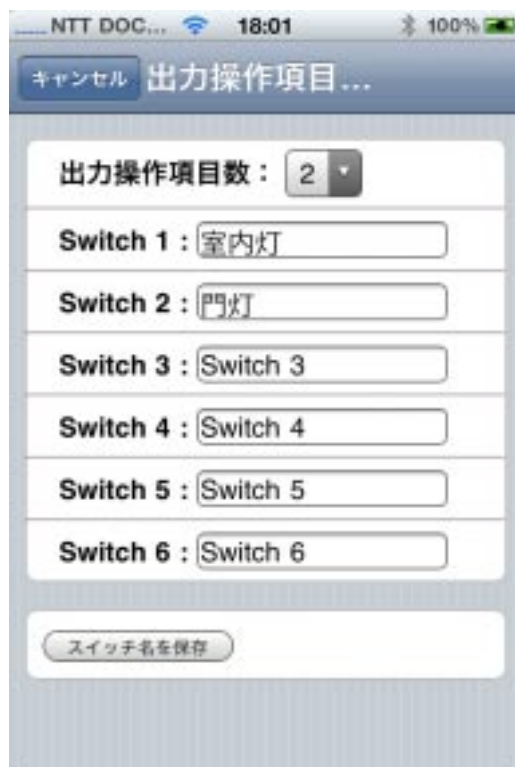 NTT DOC... 18:01 100%
キャンセル 出力操作項目...
出力操作項目数： 2
Switch 1 : 室内灯
Switch 2 : 門灯
Switch 3 : Switch 3
Switch 4 : Switch 4
Switch 5 : Switch 5
Switch 6 : Switch 6
スイッチ名を保存